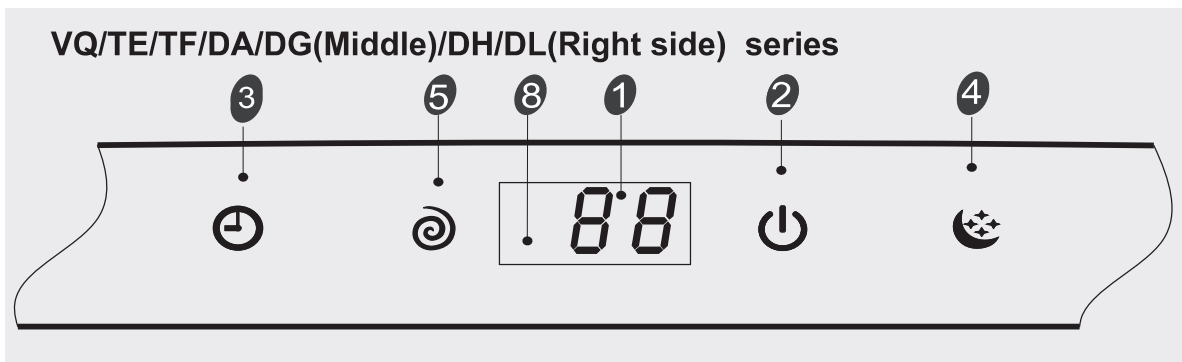 VQ/TE/TF/DA/DG(Middle)/DH/DL(Right side) series
3 5 8 1 2 4
88